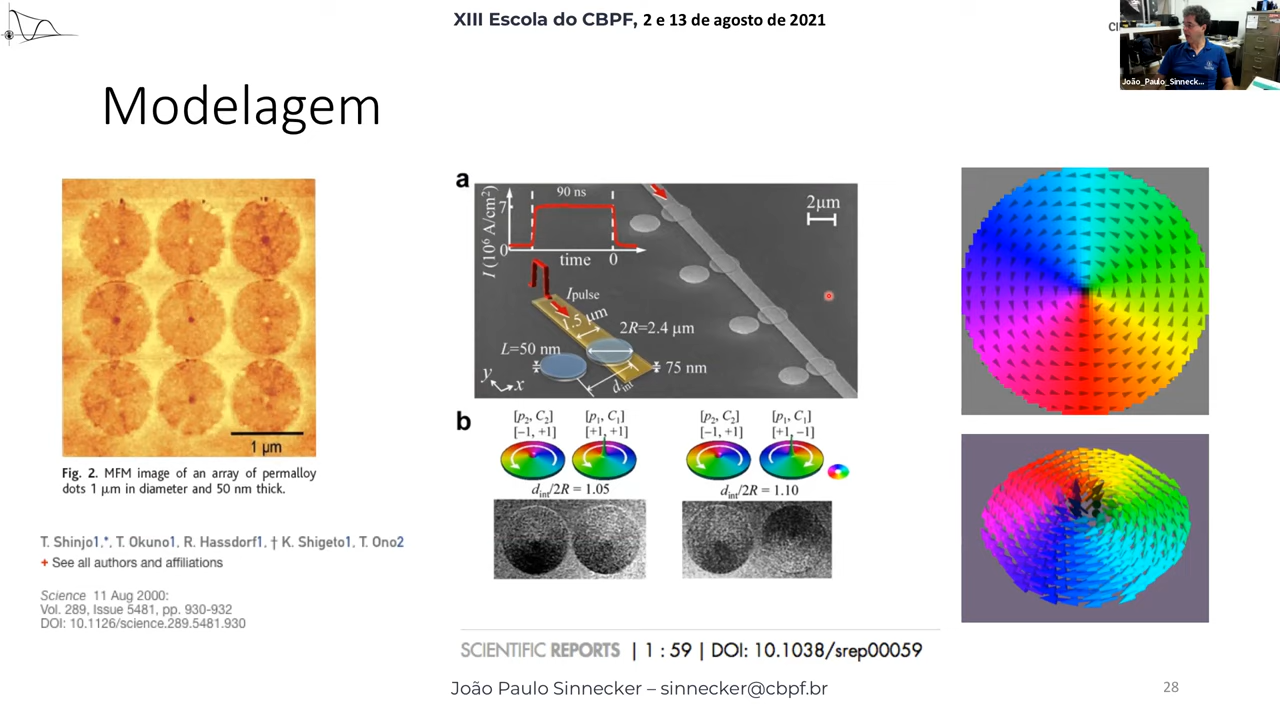 XIII Escola do CBPF, 2 e 13 de agosto de 2021
João_Paulo_Sinneck...
Modelagem
1 μm
Fig. 2. MFM image of an array of permalloy
dots 1 μm in diameter and 50 nm thick.
T. Shinjo1,*, T. Okuno1, R. Hassdorf1, † K. Shigeto1, T. Ono2
+ See all authors and affiliations
Science 11 Aug 2000:
Vol. 289, Issue 5481, pp. 930-932
DOI: 10.1126/science.289.5481.930
a
90 ns
I (10⁶ A/cm²)
7
0
time 0
2μm
Ipulse
1.5 μm
2R=2.4 μm
L=50 nm
75 nm
dint
y
x
b
[p₂, C₂] [p₁, C₁] [p₂, C₂] [p₁, C₁]
[−1, +1] [+1, +1] [−1, +1] [+1, −1]
dint/2R = 1.05 dint/2R = 1.10
SCIENTIFIC REPORTS | 1 : 59 | DOI: 10.1038/srep00059
João Paulo Sinnecker – sinnecker@cbpf.br
28